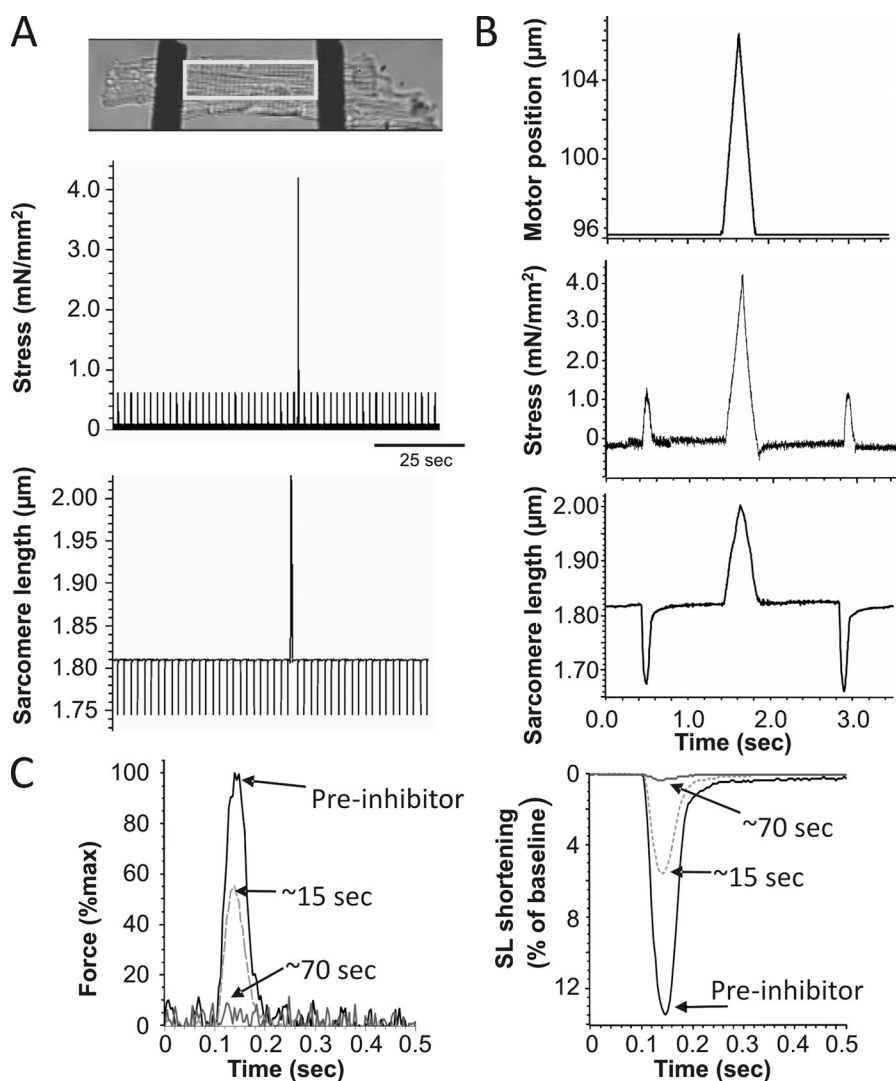 A
Stress (mN/mm²)
4.0
3.0
2.0
1.0
0
25 sec
Sarcomere length (µm)
2.00
1.95
1.90
1.85
1.80
1.75
B
Motor position (µm)
104
100
96
Stress (mN/mm²)
4.0
3.0
2.0
1.0
0
Sarcomere length (µm)
2.00
1.90
1.80
1.70
0.0
1.0
2.0
3.0
Time (sec)
C
Force (%max)
100
80
60
40
20
0
Pre-inhibitor
~15 sec
~70 sec
0
0.1
0.2
0.3
0.4
0.5
Time (sec)
SL shortening
(% of baseline)
0
4
8
12
~70 sec
~15 sec
Pre-inhibitor
0
0.1
0.2
0.3
0.4
0.5
Time (sec)